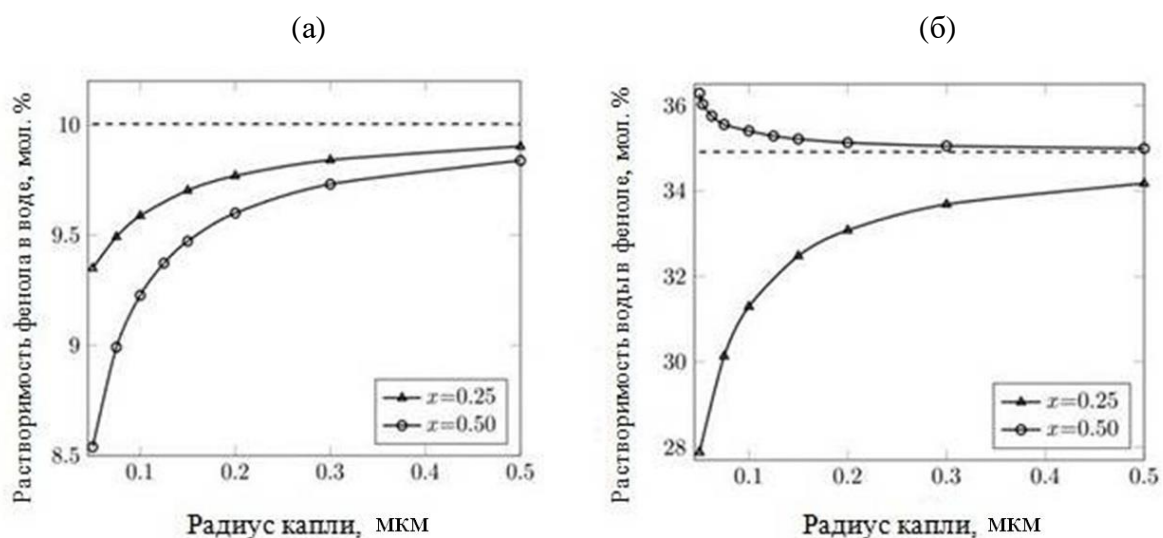 (а)
(б)
Растворимость фенола в воде, мол. %
10
9.5
9
8.5
0.1 0.2 0.3 0.4 0.5
x=0.25
x=0.50
Радиус капли, мкм
Растворимость воды в феноле, мол. %
36
34
32
30
28
0.1 0.2 0.3 0.4 0.5
x=0.25
x=0.50
Радиус капли, мкм